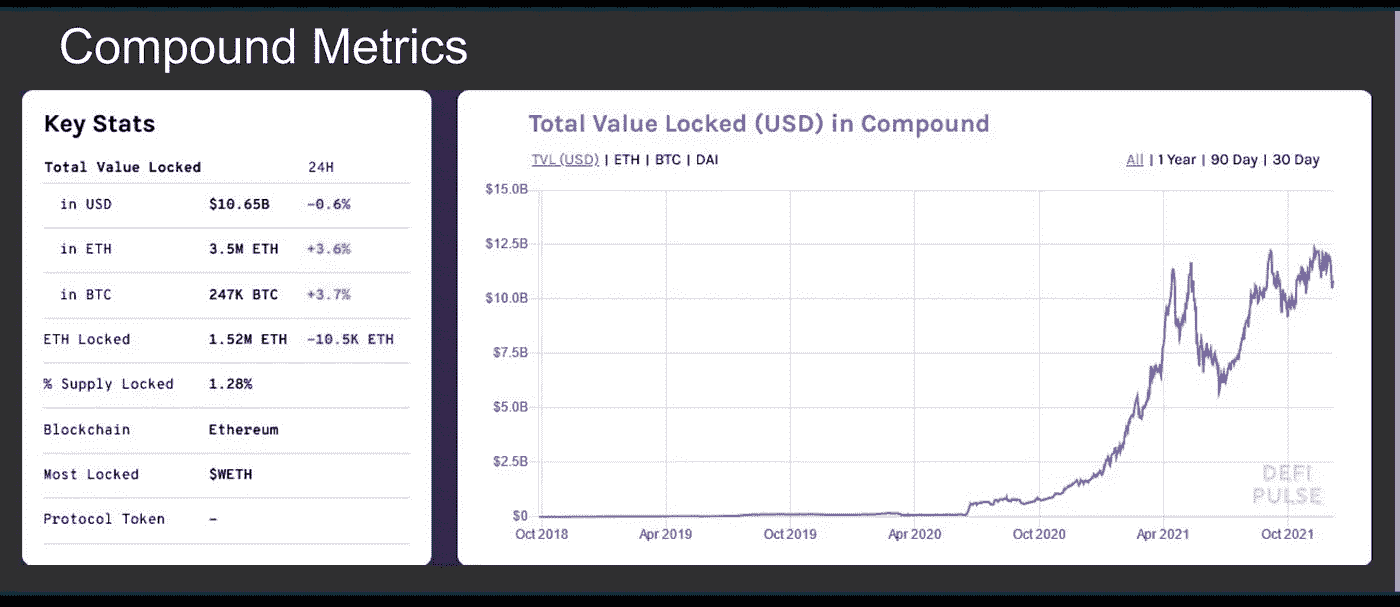 Compound Metrics
Key Stats
Total Value Locked 24H
in USD $10.65B -0.6%
in ETH 3.5M ETH +3.6%
in BTC 247K BTC +3.7%
ETH Locked 1.52M ETH -10.5K ETH
% Supply Locked 1.28%
Blockchain Ethereum
Most Locked $WETH
Protocol Token -
Total Value Locked (USD) in Compound
TVL (USD) | ETH | BTC | DAI All | 1 Year | 90 Day | 30 Day
$15.0B
$12.5B
$10.0B
$7.5B
$5.0B
$2.5B
$0
DEFI
PULSE
Oct 2018 Apr 2019 Oct 2019 Apr 2020 Oct 2020 Apr 2021 Oct 2021